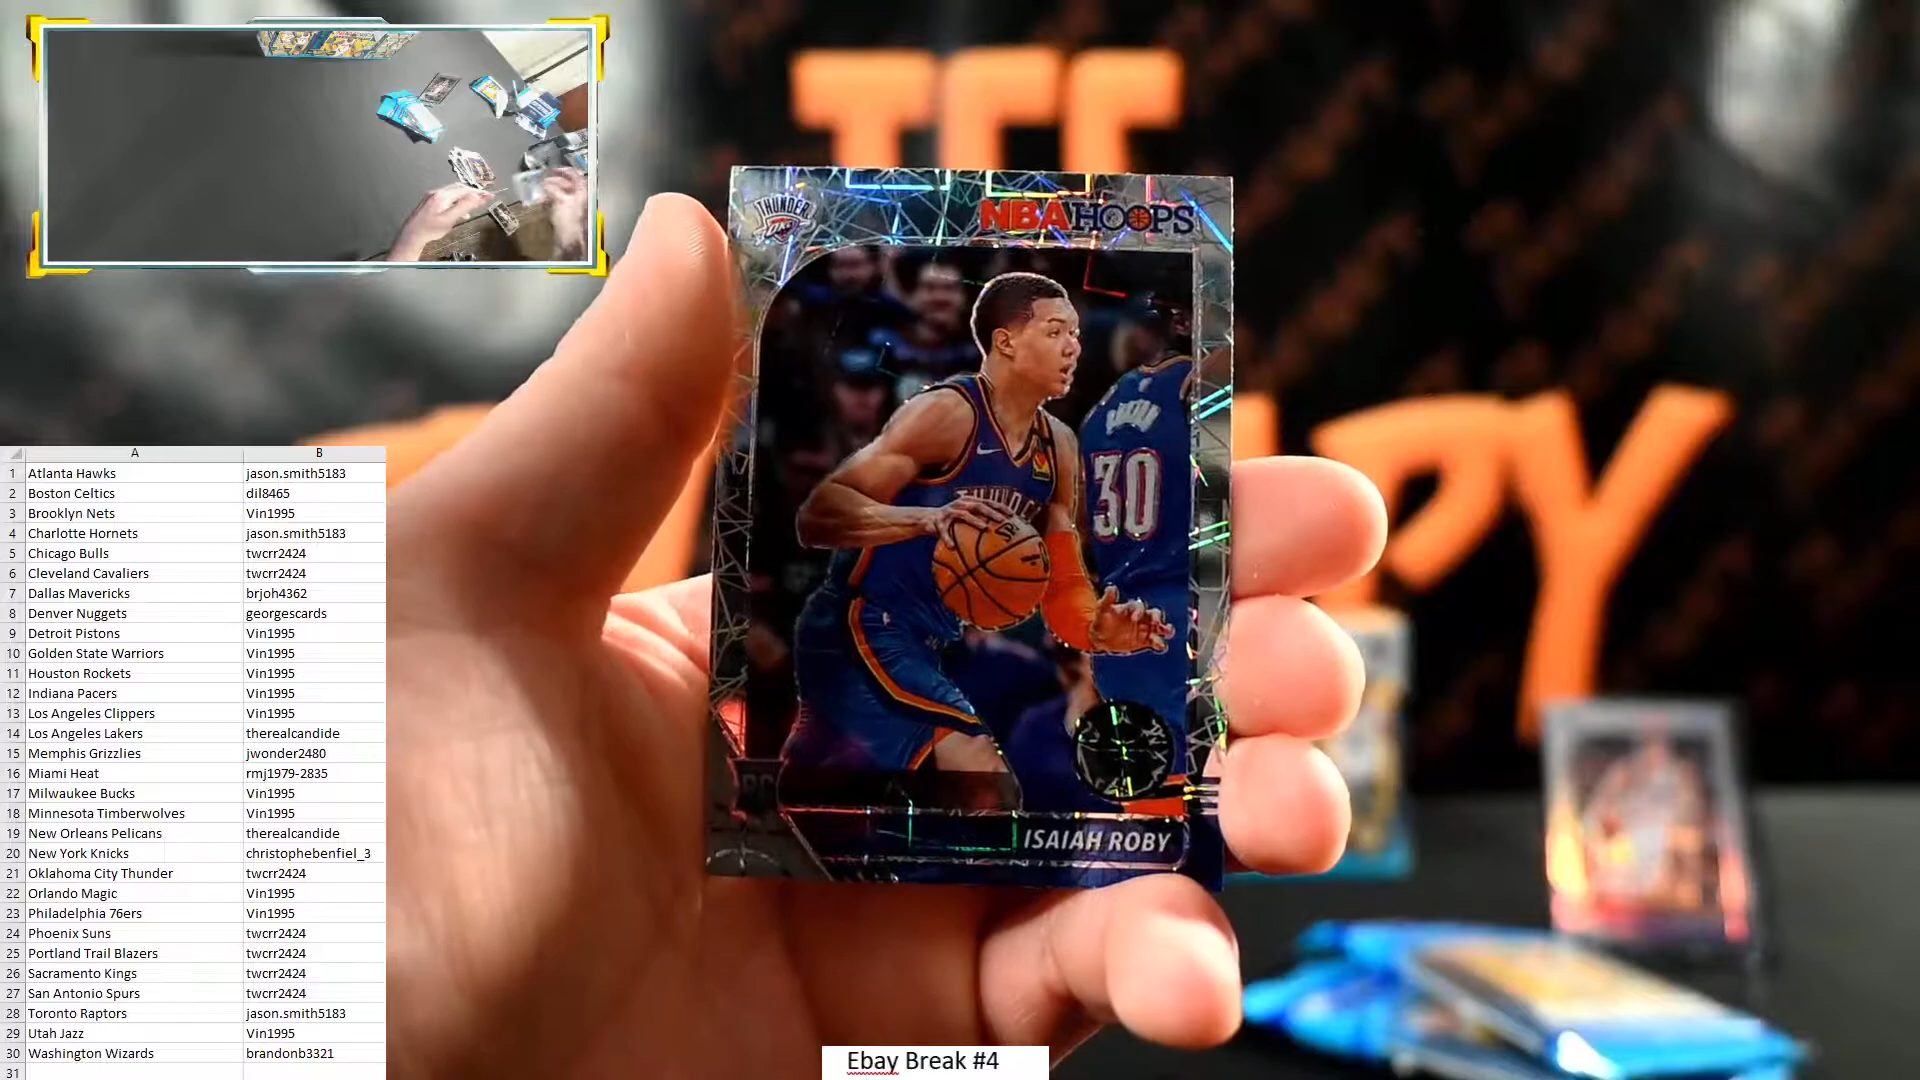 THUNDER
OKC
NBA HOOPS
30
THUNDER
RC
ISAIAH ROBY
A B
1 Atlanta Hawks jason.smith5183
2 Boston Celtics dil8465
3 Brooklyn Nets Vin1995
4 Charlotte Hornets jason.smith5183
5 Chicago Bulls twcrr2424
6 Cleveland Cavaliers twcrr2424
7 Dallas Mavericks brjoh4362
8 Denver Nuggets georgescards
9 Detroit Pistons Vin1995
10 Golden State Warriors Vin1995
11 Houston Rockets Vin1995
12 Indiana Pacers Vin1995
13 Los Angeles Clippers Vin1995
14 Los Angeles Lakers therealcandide
15 Memphis Grizzlies jwonder2480
16 Miami Heat rmj1979-2835
17 Milwaukee Bucks Vin1995
18 Minnesota Timberwolves Vin1995
19 New Orleans Pelicans therealcandide
20 New York Knicks christophebenfiel_3
21 Oklahoma City Thunder twcrr2424
22 Orlando Magic Vin1995
23 Philadelphia 76ers Vin1995
24 Phoenix Suns twcrr2424
25 Portland Trail Blazers twcrr2424
26 Sacramento Kings twcrr2424
27 San Antonio Spurs twcrr2424
28 Toronto Raptors jason.smith5183
29 Utah Jazz Vin1995
30 Washington Wizards brandonb3321
31
Ebay Break #4